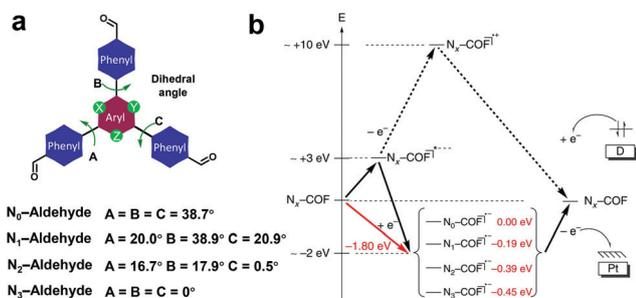 a
O
Phenyl
B
Dihedral
angle
X
Y
Aryl
Z
C
A
Phenyl
Phenyl
O
O
N₀–Aldehyde A = B = C = 38.7°
N₁–Aldehyde A = 20.0° B = 38.9° C = 20.9°
N₂–Aldehyde A = 16.7° B = 17.9° C = 0.5°
N₃–Aldehyde A = B = C = 0°
b
E
~ +10 eV
Nₓ–COF
– e⁻
+ e⁻
D
~ +3 eV
Nₓ–COF
Nₓ–COF
Nₓ–COF
+ e⁻
– e⁻
Pt
–1.80 eV
~ –2 eV
N₀–COF 0.00 eV
N₁–COF –0.19 eV
N₂–COF –0.39 eV
N₃–COF –0.45 eV